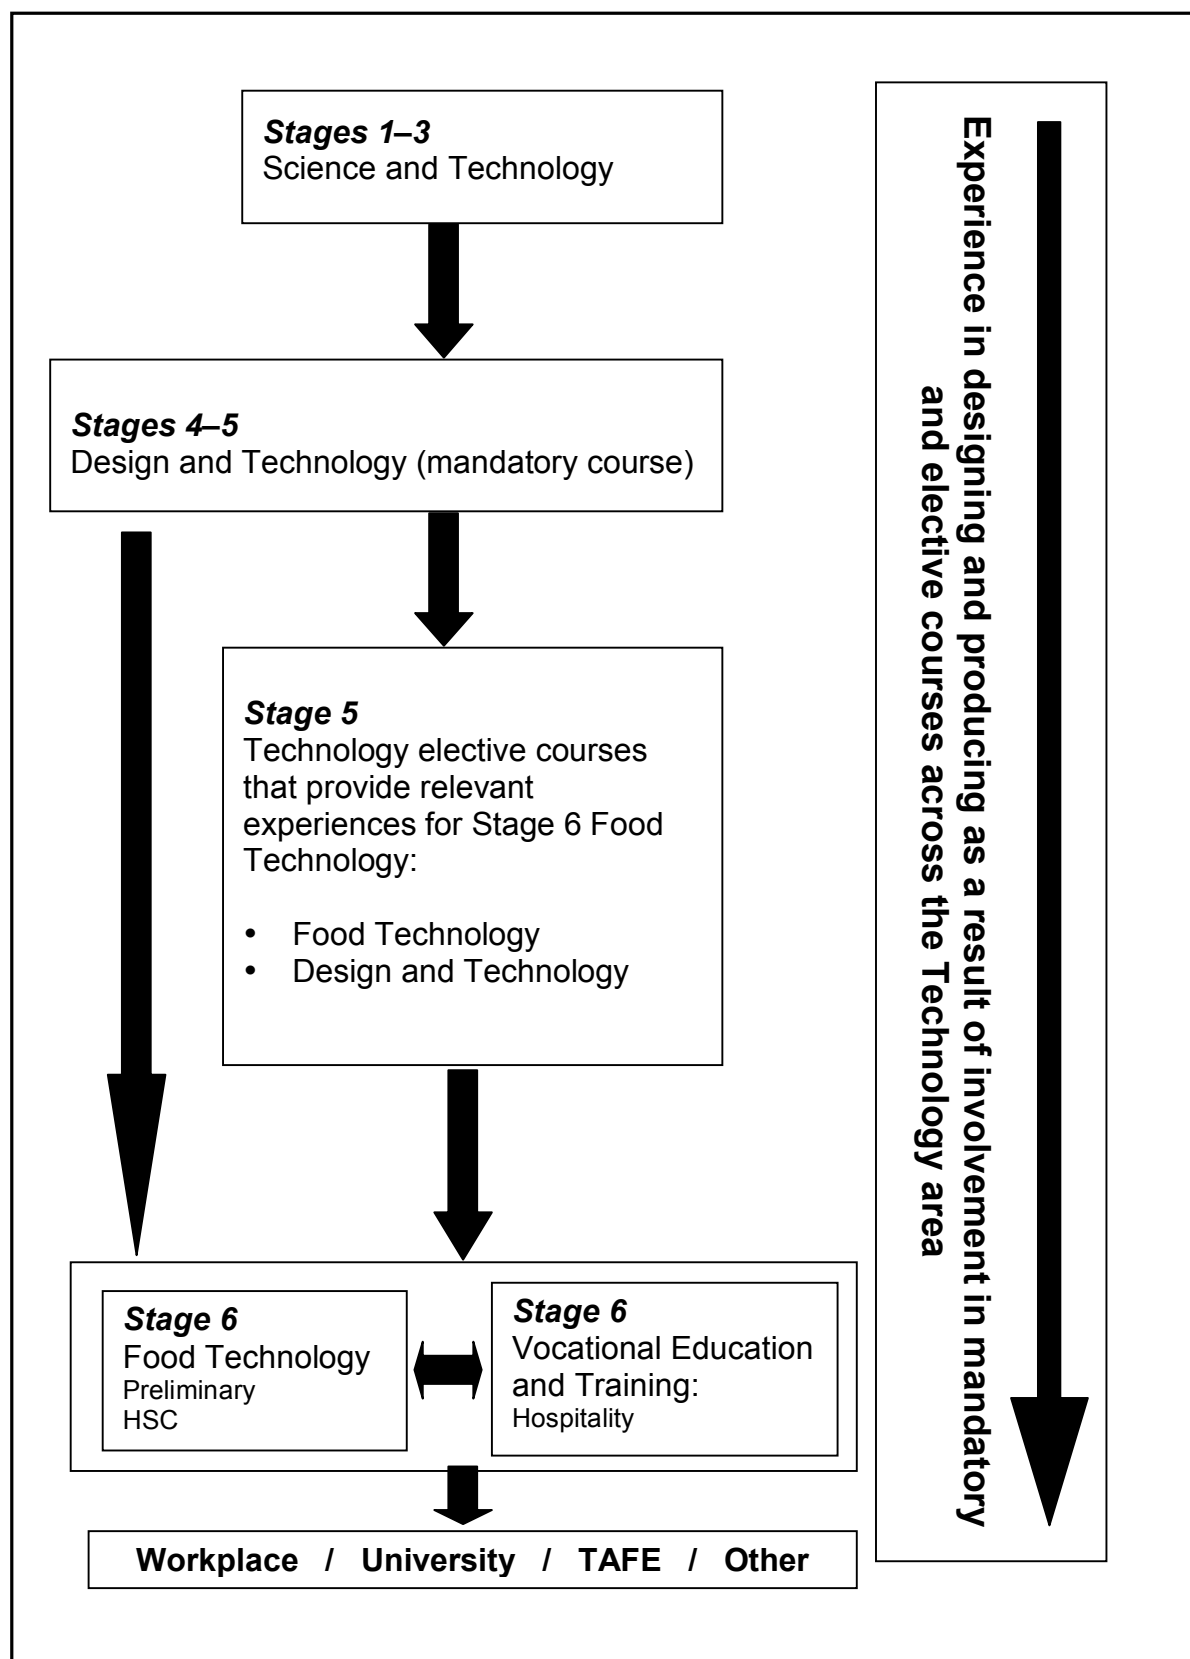 Stages 1–3
Science and Technology
Stages 4–5
Design and Technology (mandatory course)
Stage 5
Technology elective courses
that provide relevant
experiences for Stage 6 Food
Technology:
• Food Technology
• Design and Technology
Stage 6
Food Technology
Preliminary
HSC
Stage 6
Vocational Education
and Training:
Hospitality
Workplace / University / TAFE / Other
Experience in designing and producing as a result of involvement in mandatory
and elective courses across the Technology area